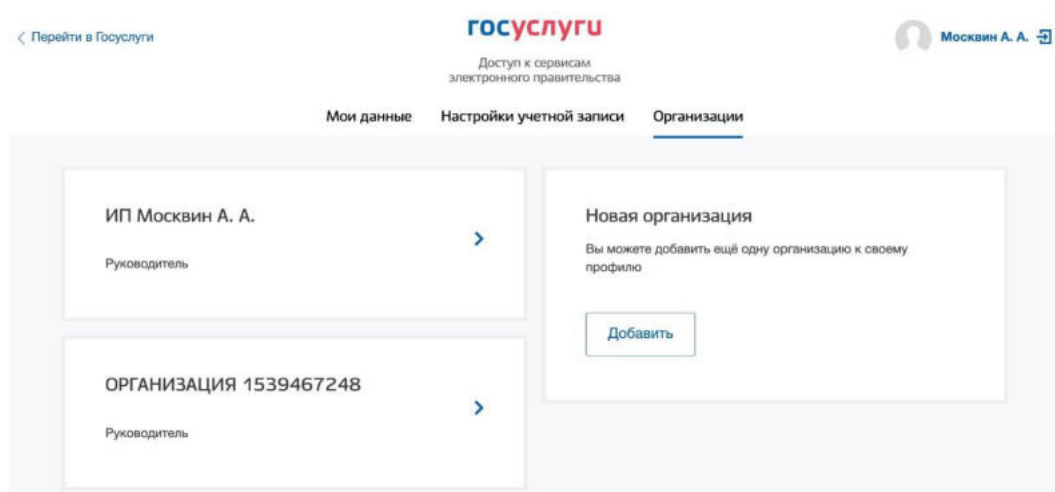 Перейти в Госуслуги
госуслуги
Москвин А. А.
Доступ к сервисам
электронного правительства
Мои данные
Настройки учетной записи
Организации
ИП Москвин А. А.
Руководитель
Новая организация
Вы можете добавить ещё одну организацию к своему
профилю
Добавить
ОРГАНИЗАЦИЯ 1539467248
Руководитель